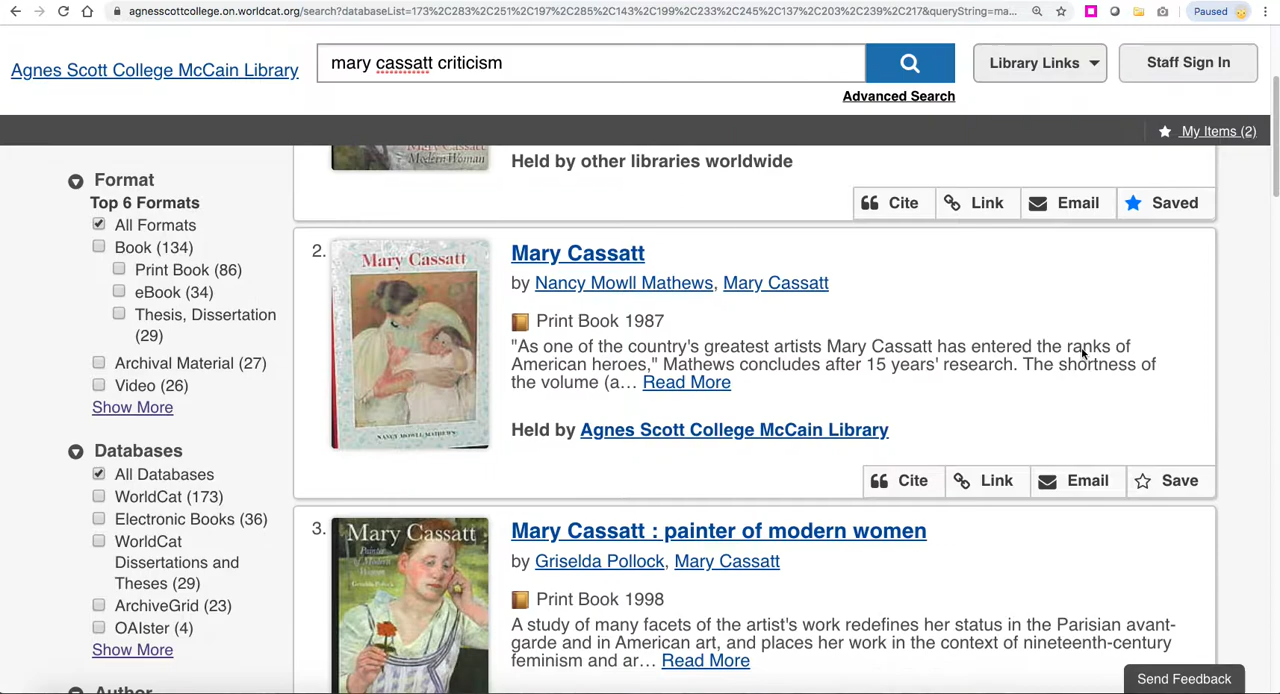 agnesscottcollege.on.worldcat.org/search?databaseList=173%2C283%2C251%2C197%2C285%2C143%2C199%2C233%2C245%2C137%2C203%2C239%2C217&queryString=ma...
Paused
Agnes Scott College McCain Library
mary cassatt criticism
Library Links
Staff Sign In
Advanced Search
My Items (2)
Format
Top 6 Formats
All Formats
Book (134)
Print Book (86)
eBook (34)
Thesis, Dissertation
(29)
Archival Material (27)
Video (26)
Show More
Databases
All Databases
WorldCat (173)
Electronic Books (36)
WorldCat
Dissertations and
Theses (29)
ArchiveGrid (23)
OAIster (4)
Show More
Author
Mary Cassatt
Modern Woman
Held by other libraries worldwide
Cite
Link
Email
Saved
2.
Mary Cassatt
NANCY MOWLL MATHEWS
Mary Cassatt
by Nancy Mowll Mathews, Mary Cassatt
Print Book 1987
"As one of the country's greatest artists Mary Cassatt has entered the ranks of
American heroes," Mathews concludes after 15 years' research. The shortness of
the volume (a... Read More
Held by Agnes Scott College McCain Library
Cite
Link
Email
Save
3.
Mary Cassatt
Painter
of Modern
Women
Griselda Pollock
Mary Cassatt : painter of modern women
by Griselda Pollock, Mary Cassatt
Print Book 1998
A study of many facets of the artist's work redefines her status in the Parisian avant-
garde and in American art, and places her work in the context of nineteenth-century
feminism and ar... Read More
Send Feedback